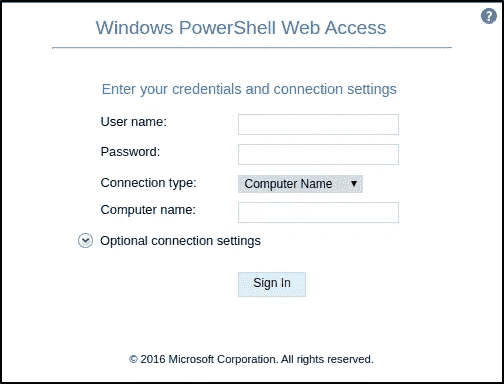 Windows PowerShell Web Access
?
Enter your credentials and connection settings
User name:
Password:
Connection type: Computer Name
Computer name:
Optional connection settings
Sign In
© 2016 Microsoft Corporation. All rights reserved.